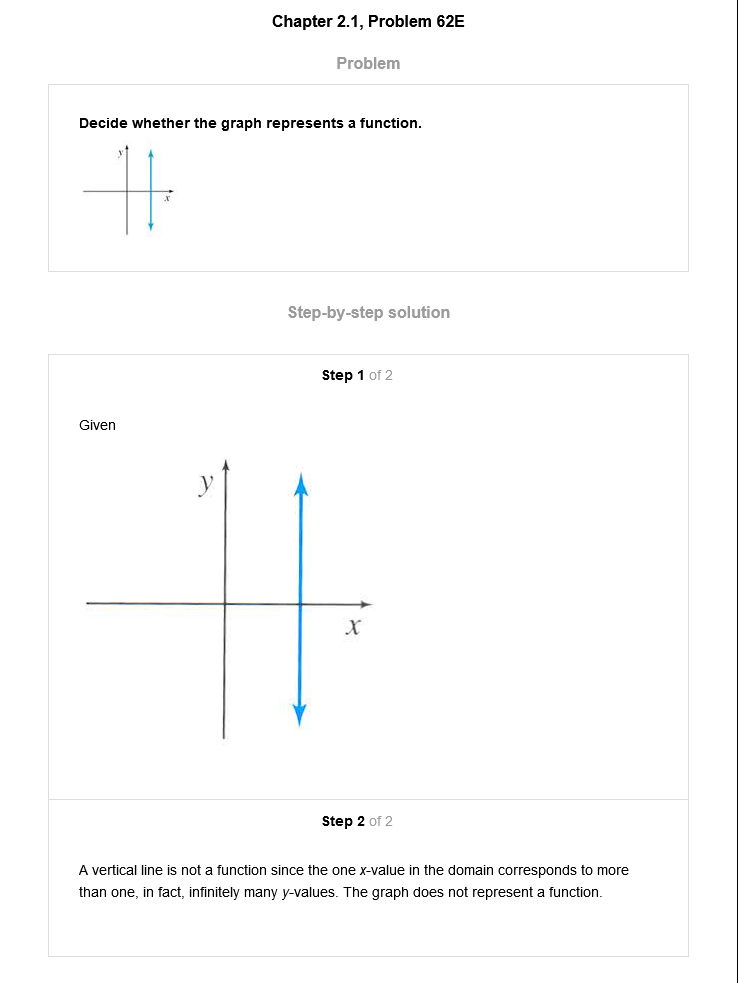 Chapter 2.1, Problem 62E
Problem
Decide whether the graph represents a function.
y
x
Step-by-step solution
Step 1 of 2
Given
y
x
Step 2 of 2
A vertical line is not a function since the one x-value in the domain corresponds to more
than one, in fact, infinitely many y-values. The graph does not represent a function.